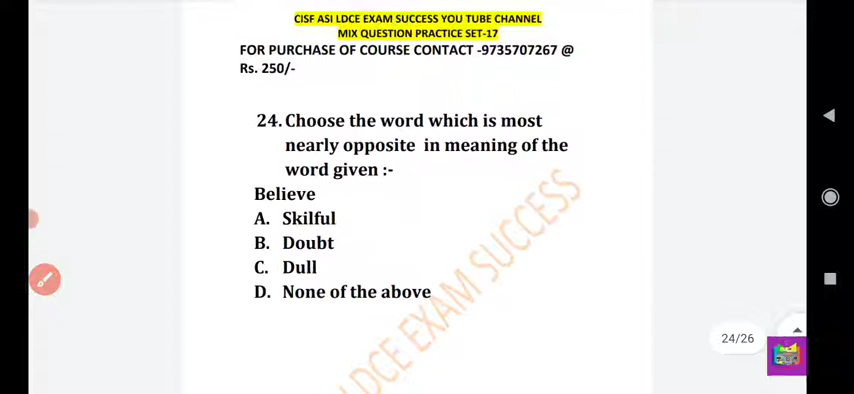 CISF ASI LDCE EXAM SUCCESS YOU TUBE CHANNEL
MIX QUESTION PRACTICE SET-17
FOR PURCHASE OF COURSE CONTACT -9735707267 @
Rs. 250/-
24. Choose the word which is most
nearly opposite in meaning of the
word given :-
Believe
A. Skilful
B. Doubt
C. Dull
D. None of the above
LDCE EXAM SUCCESS
24/26